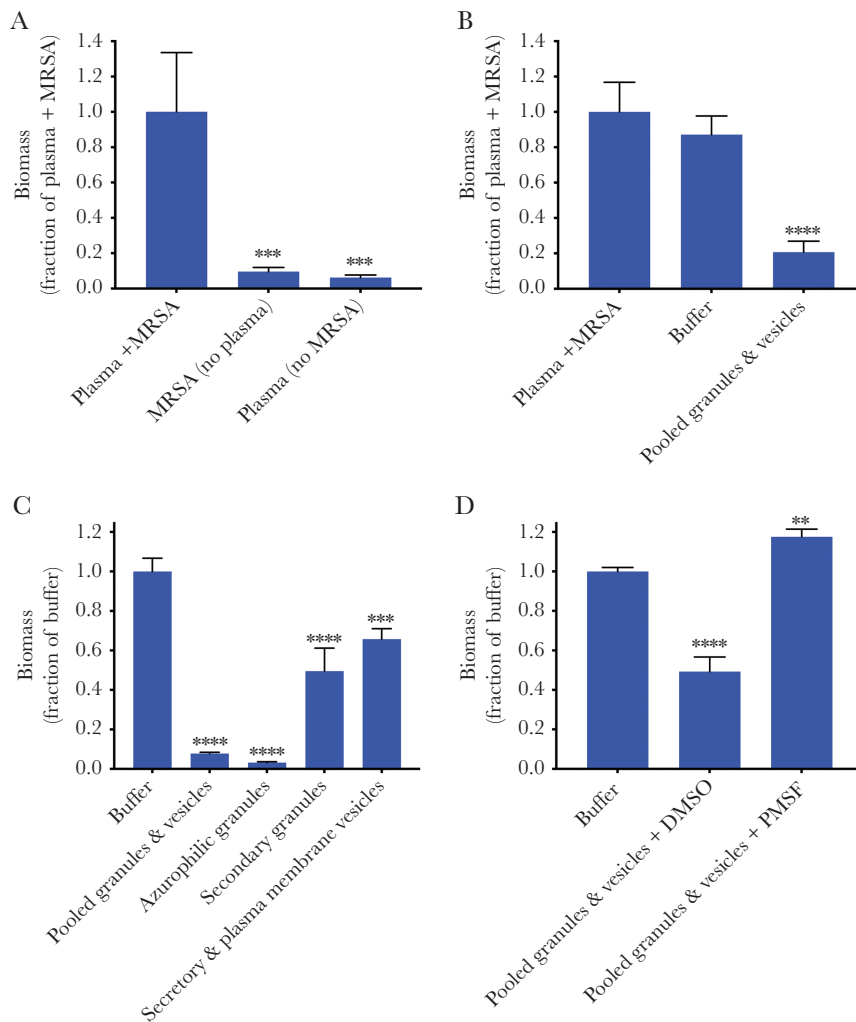 A
Biomass
(fracttion of plasma + MRSA)
1.4
1.2
1.0
0.8
0.6
0.4
0.2
0.0
***
***
Plasma +MRSA
MRSA (no plasma)
Plasma (no MRSA)
B
Biomass
(fraction of plasma + MRSA)
1.4
1.2
1.0
0.8
0.6
0.4
0.2
0.0
****
Plasma +MRSA
Buffer
Pooled granules & vesicles
C
Biomass
(fraction of buffer)
1.2
1.0
0.8
0.6
0.4
0.2
0.0
****
****
****
***
Buffer
Pooled granules & vesicles
Azurophilic granules
Secondary granules
Secretory & plasma membrane vesicles
D
Biomass
(fraction of buffer)
1.2
1.0
0.8
0.6
0.4
0.2
0.0
****
**
Buffer
Pooled granules & vesicles + DMSO
Pooled granules & vesicles + PMSF